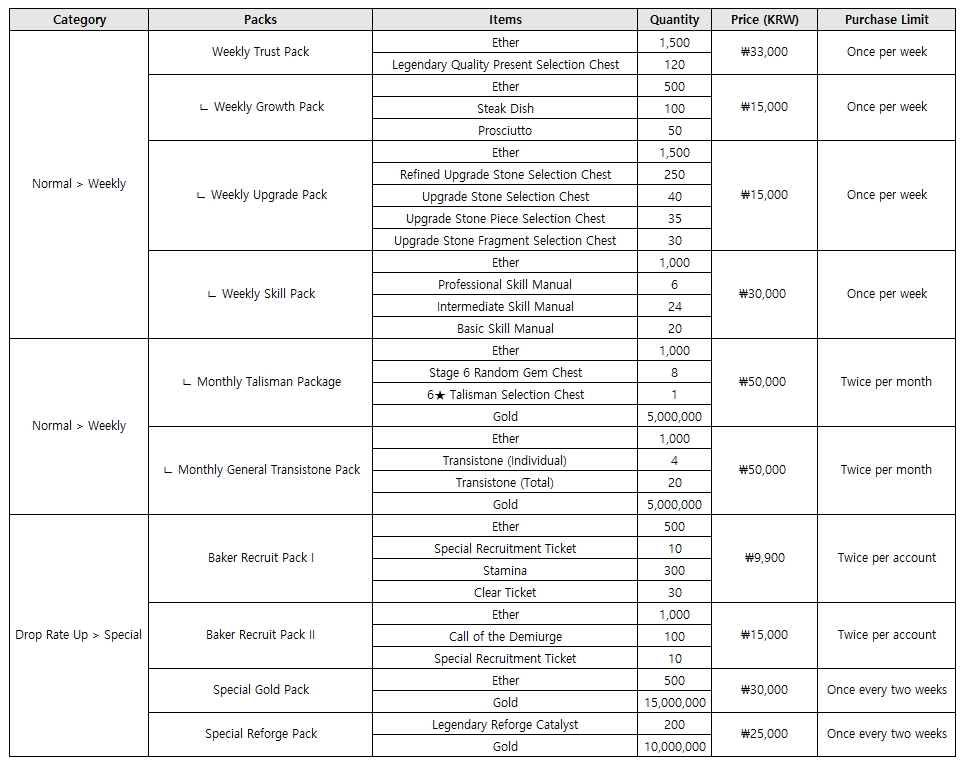 Category Packs Items Quantity Price (KRW) Purchase Limit
Normal > Weekly
Weekly Trust Pack
Ether 1,500
Legendary Quality Present Selection Chest 120
₩33,000 Once per week
ㄴ Weekly Growth Pack
Ether 500
Steak Dish 100
Prosciutto 50
₩15,000 Once per week
ㄴ Weekly Upgrade Pack
Ether 1,500
Refined Upgrade Stone Selection Chest 250
Upgrade Stone Selection Chest 40
Upgrade Stone Piece Selection Chest 35
Upgrade Stone Fragment Selection Chest 30
₩15,000 Once per week
ㄴ Weekly Skill Pack
Ether 1,000
Professional Skill Manual 6
Intermediate Skill Manual 24
Basic Skill Manual 20
₩30,000 Once per week
Normal > Weekly
ㄴ Monthly Talisman Package
Ether 1,000
Stage 6 Random Gem Chest 8
6★ Talisman Selection Chest 1
Gold 5,000,000
₩50,000 Twice per month
ㄴ Monthly General Transistone Pack
Ether 1,000
Transistone (Individual) 4
Transistone (Total) 20
Gold 5,000,000
₩50,000 Twice per month
Drop Rate Up > Special
Baker Recruit Pack I
Ether 500
Special Recruitment Ticket 10
Stamina 300
Clear Ticket 30
₩9,900 Twice per account
Baker Recruit Pack II
Ether 1,000
Call of the Demiurge 100
Special Recruitment Ticket 10
₩15,000 Twice per account
Special Gold Pack
Ether 500
Gold 15,000,000
₩30,000 Once every two weeks
Special Reforge Pack
Legendary Reforge Catalyst 200
Gold 10,000,000
₩25,000 Once every two weeks